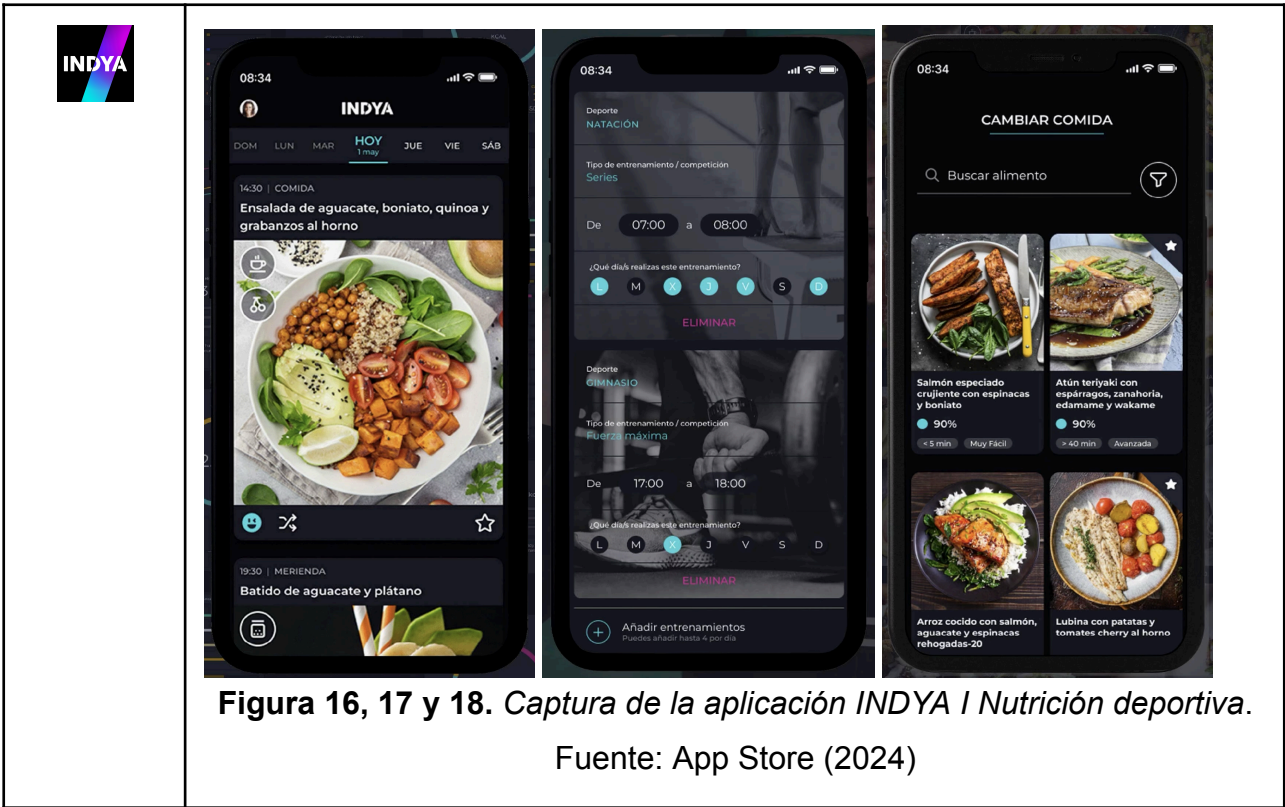 INDYA
08:34
INDYA
DOM LUN MAR HOY JUE VIE SÁB
1 may
14:30 | COMIDA
Ensalada de aguacate, boniato, quinoa y
grabanzos al horno
19:30 | MERIENDA
Batido de aguacate y plátano
08:34
Deporte
NATACIÓN
Tipo de entrenamiento / competición
Series
De 07:00 a 08:00
¿Qué día/s realizas este entrenamiento?
L M X J V S D
ELIMINAR
Deporte
GIMNASIO
Tipo de entrenamiento / competición
Fuerza máxima
De 17:00 a 18:00
¿Qué día/s realizas este entrenamiento?
L M X J V S D
ELIMINAR
Añadir entrenamientos
Puedes añadir hasta 4 por día
08:34
CAMBIAR COMIDA
Buscar alimento
Salmón especiado
crujiente con espinacas
y boniato
90%
< 5 min Muy Fácil
Atún teriyaki con
espárragos, zanahoria,
edamame y wakame
90%
> 40 min Avanzada
Arroz cocido con salmón,
aguacate y espinacas
rehogadas-20
Lubina con patatas y
tomates cherry al horno
Figura 16, 17 y 18. Captura de la aplicación INDYA I Nutrición deportiva.
Fuente: App Store (2024)